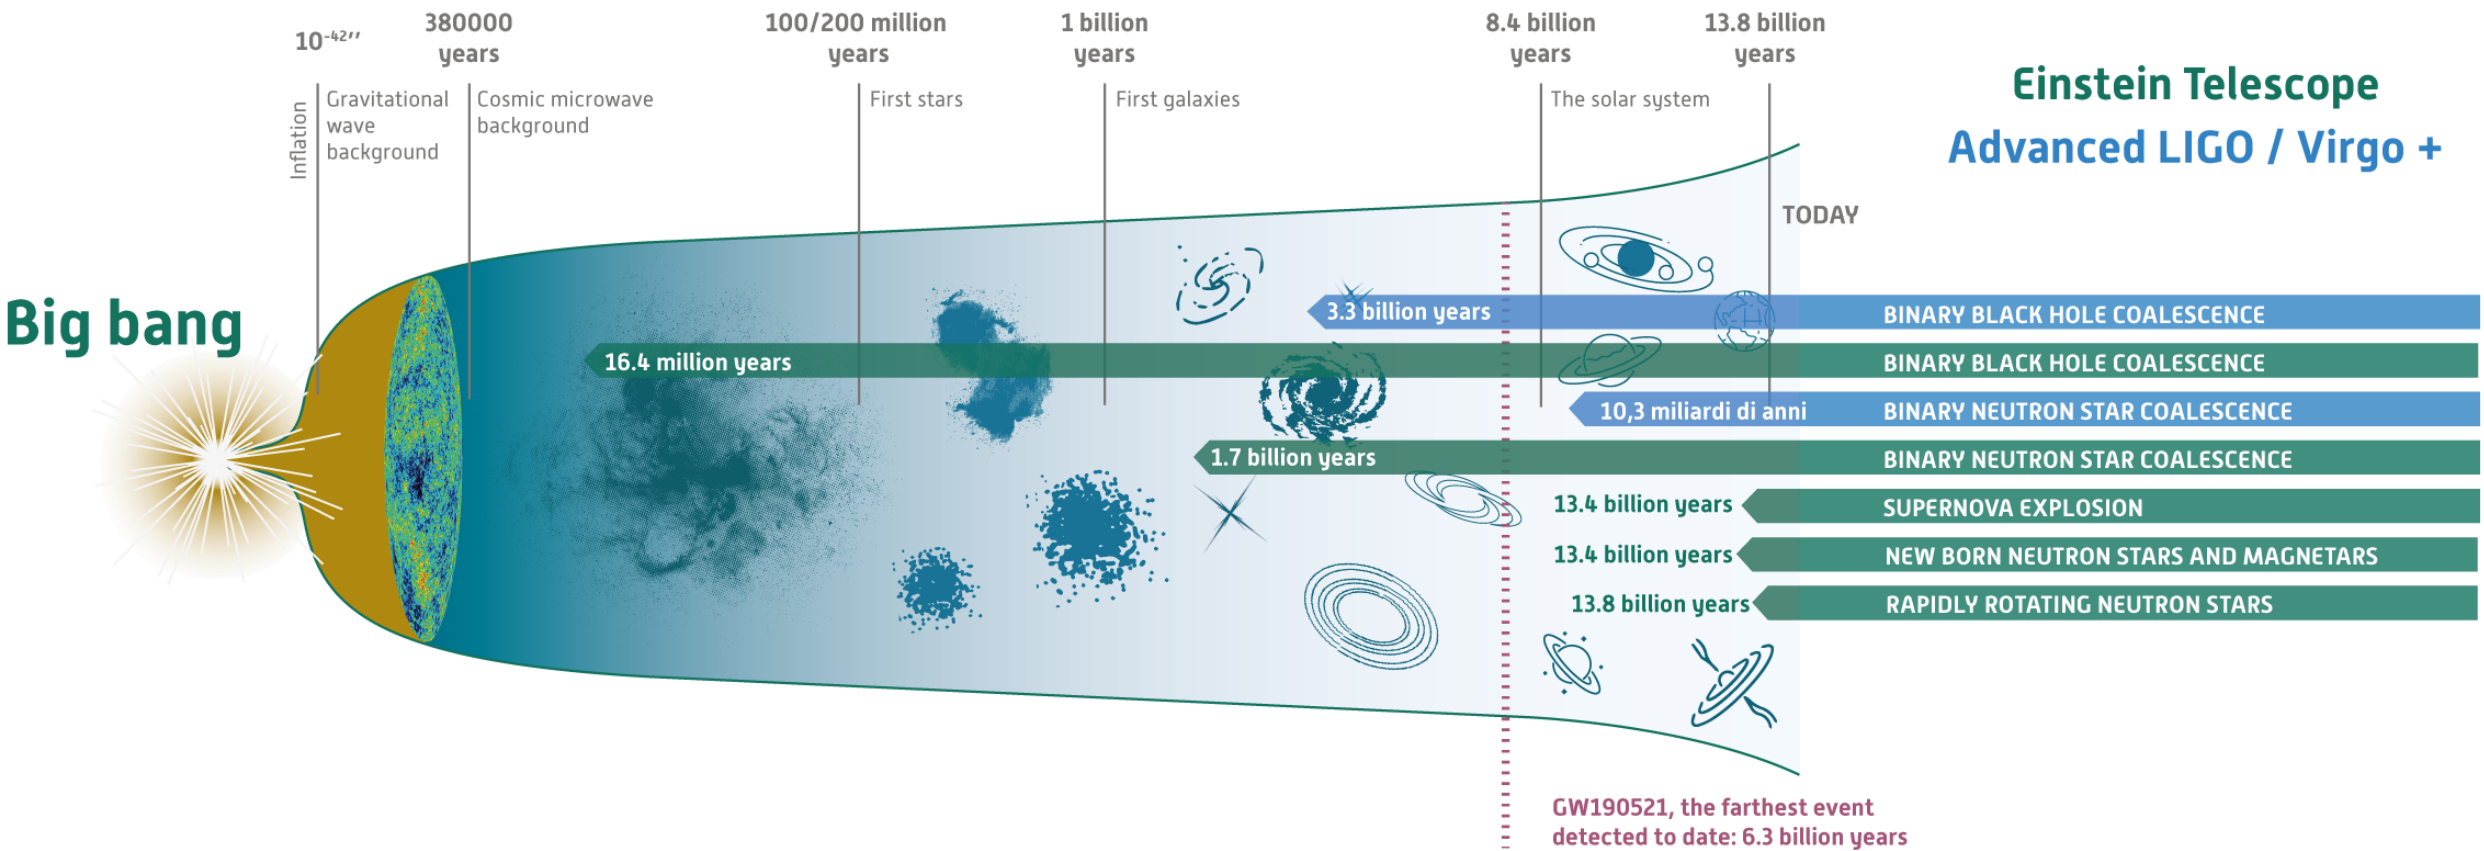 10⁻⁴²′′
380000
years
100/200 million
years
1 billion
years
8.4 billion
years
13.8 billion
years
Inflation
Gravitational
wave
background
Cosmic microwave
background
First stars
First galaxies
The solar system
TODAY
Einstein Telescope
Advanced LIGO / Virgo +
Big bang
3.3 billion years
BINARY BLACK HOLE COALESCENCE
16.4 million years
BINARY BLACK HOLE COALESCENCE
10,3 miliardi di anni
BINARY NEUTRON STAR COALESCENCE
1.7 billion years
BINARY NEUTRON STAR COALESCENCE
13.4 billion years
SUPERNOVA EXPLOSION
13.4 billion years
NEW BORN NEUTRON STARS AND MAGNETARS
13.8 billion years
RAPIDLY ROTATING NEUTRON STARS
GW190521, the farthest event
detected to date: 6.3 billion years